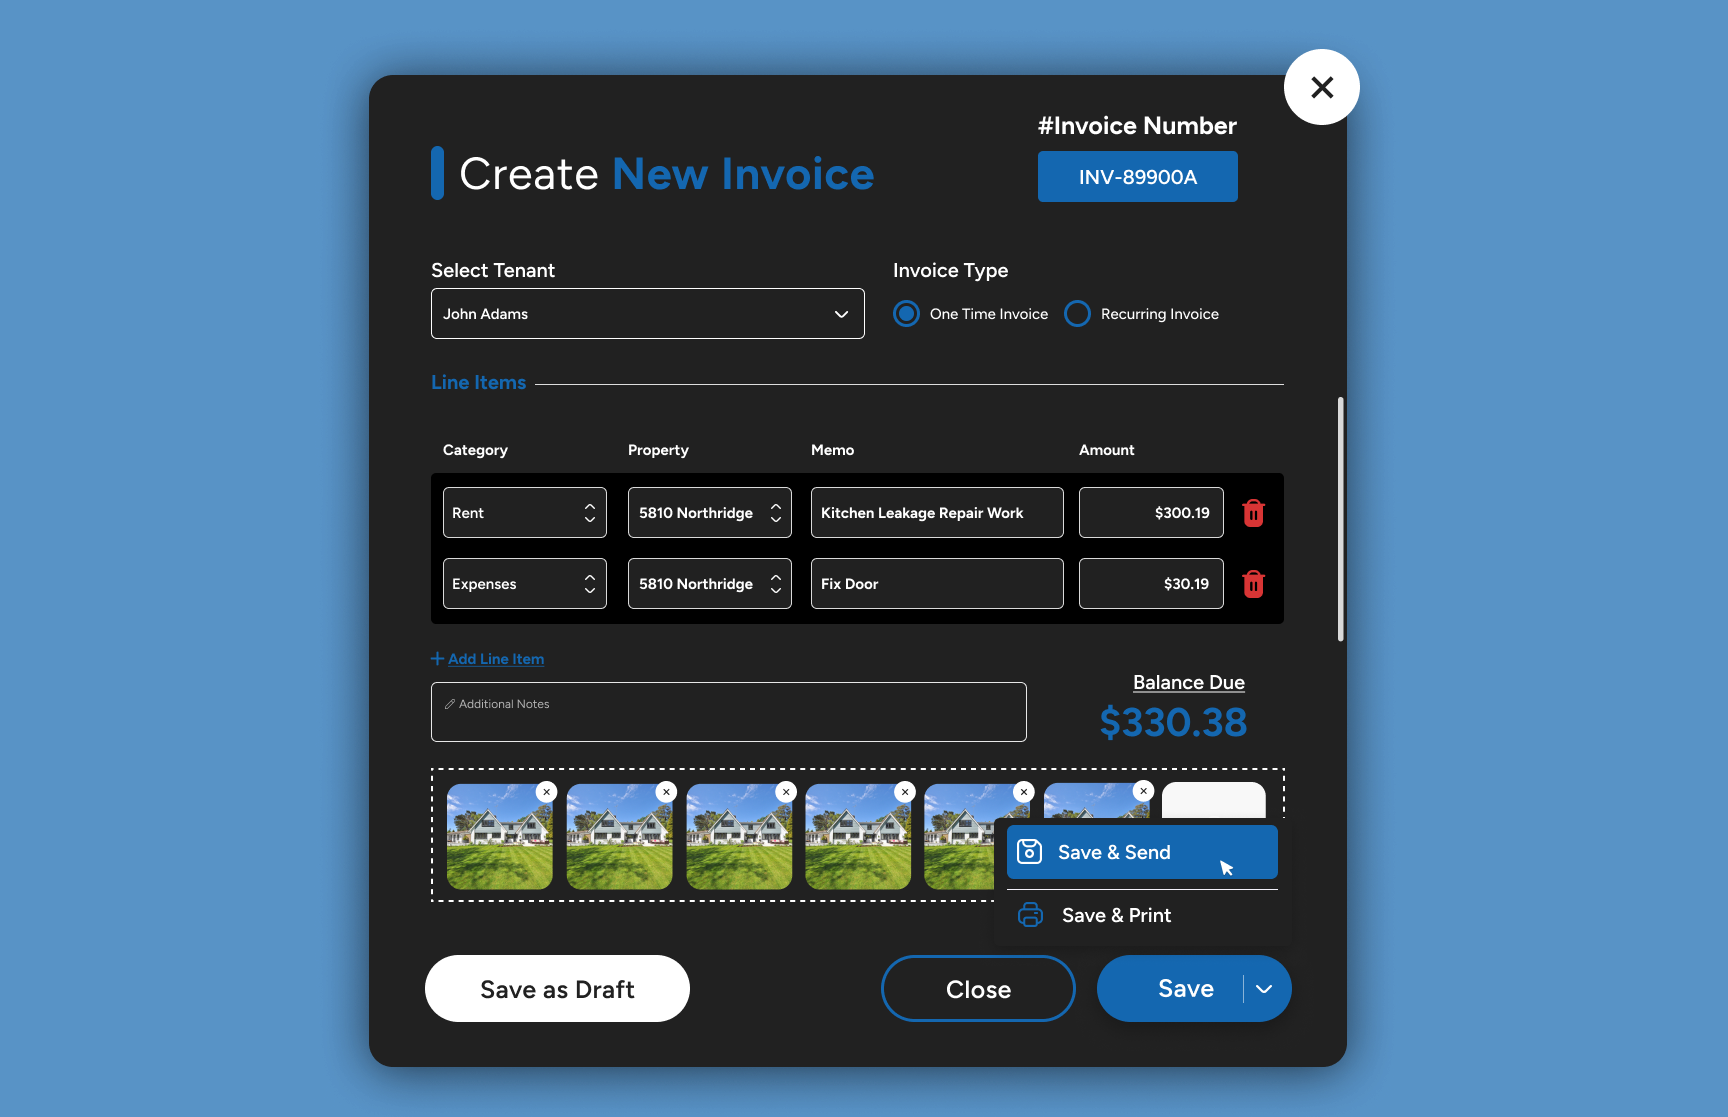 #Invoice Number
Create New Invoice
INV-89900A
Select Tenant
Invoice Type
John Adams
One Time Invoice
Recurring Invoice
Line Items
Category
Property
Memo
Amount
Rent
5810 Northridge
Kitchen Leakage Repair Work
$300.19
Expenses
5810 Northridge
Fix Door
$30.19
Add Line Item
Additional Notes
Balance Due
$330.38
Save & Send
Save & Print
Save as Draft
Close
Save